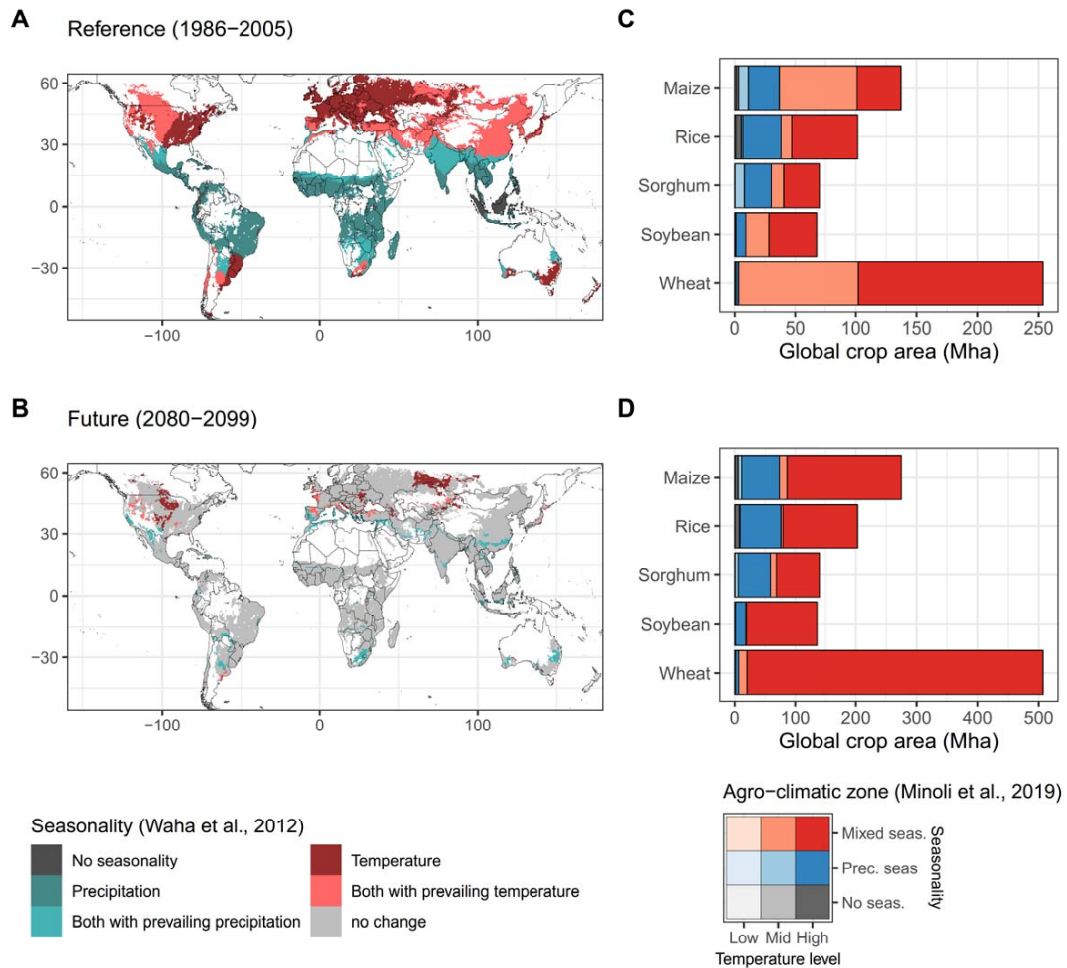 A
Reference (1986−2005)
60
30
0
−30
−100
0
100
C
Maize
Rice
Sorghum
Soybean
Wheat
0
50
100
150
200
250
Global crop area (Mha)
B
Future (2080−2099)
60
30
0
−30
−100
0
100
D
Maize
Rice
Sorghum
Soybean
Wheat
0
100
200
300
400
500
Global crop area (Mha)
Seasonality (Waha et al., 2012)
No seasonality
Precipitation
Both with prevailing precipitation
Temperature
Both with prevailing temperature
no change
Agro−climatic zone (Minoli et al., 2019)
Mixed seas.
Prec. seas
No seas.
Seasonality
Low Mid High
Temperature level